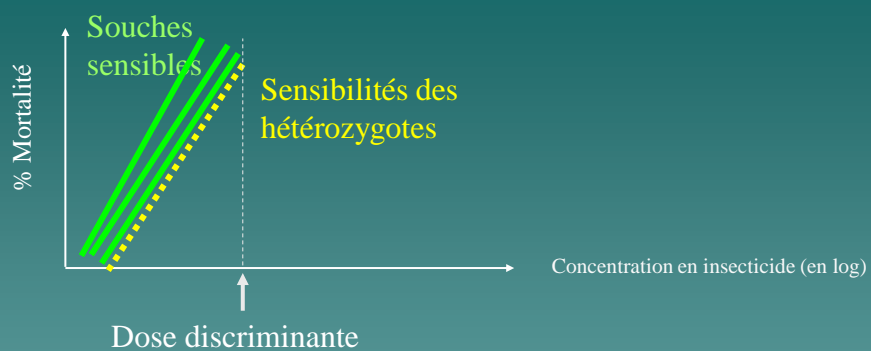 Souches
sensibles
% Mortalité
Sensibilités des
hétérozygotes
Concentration en insecticide (en log)
Dose discriminante